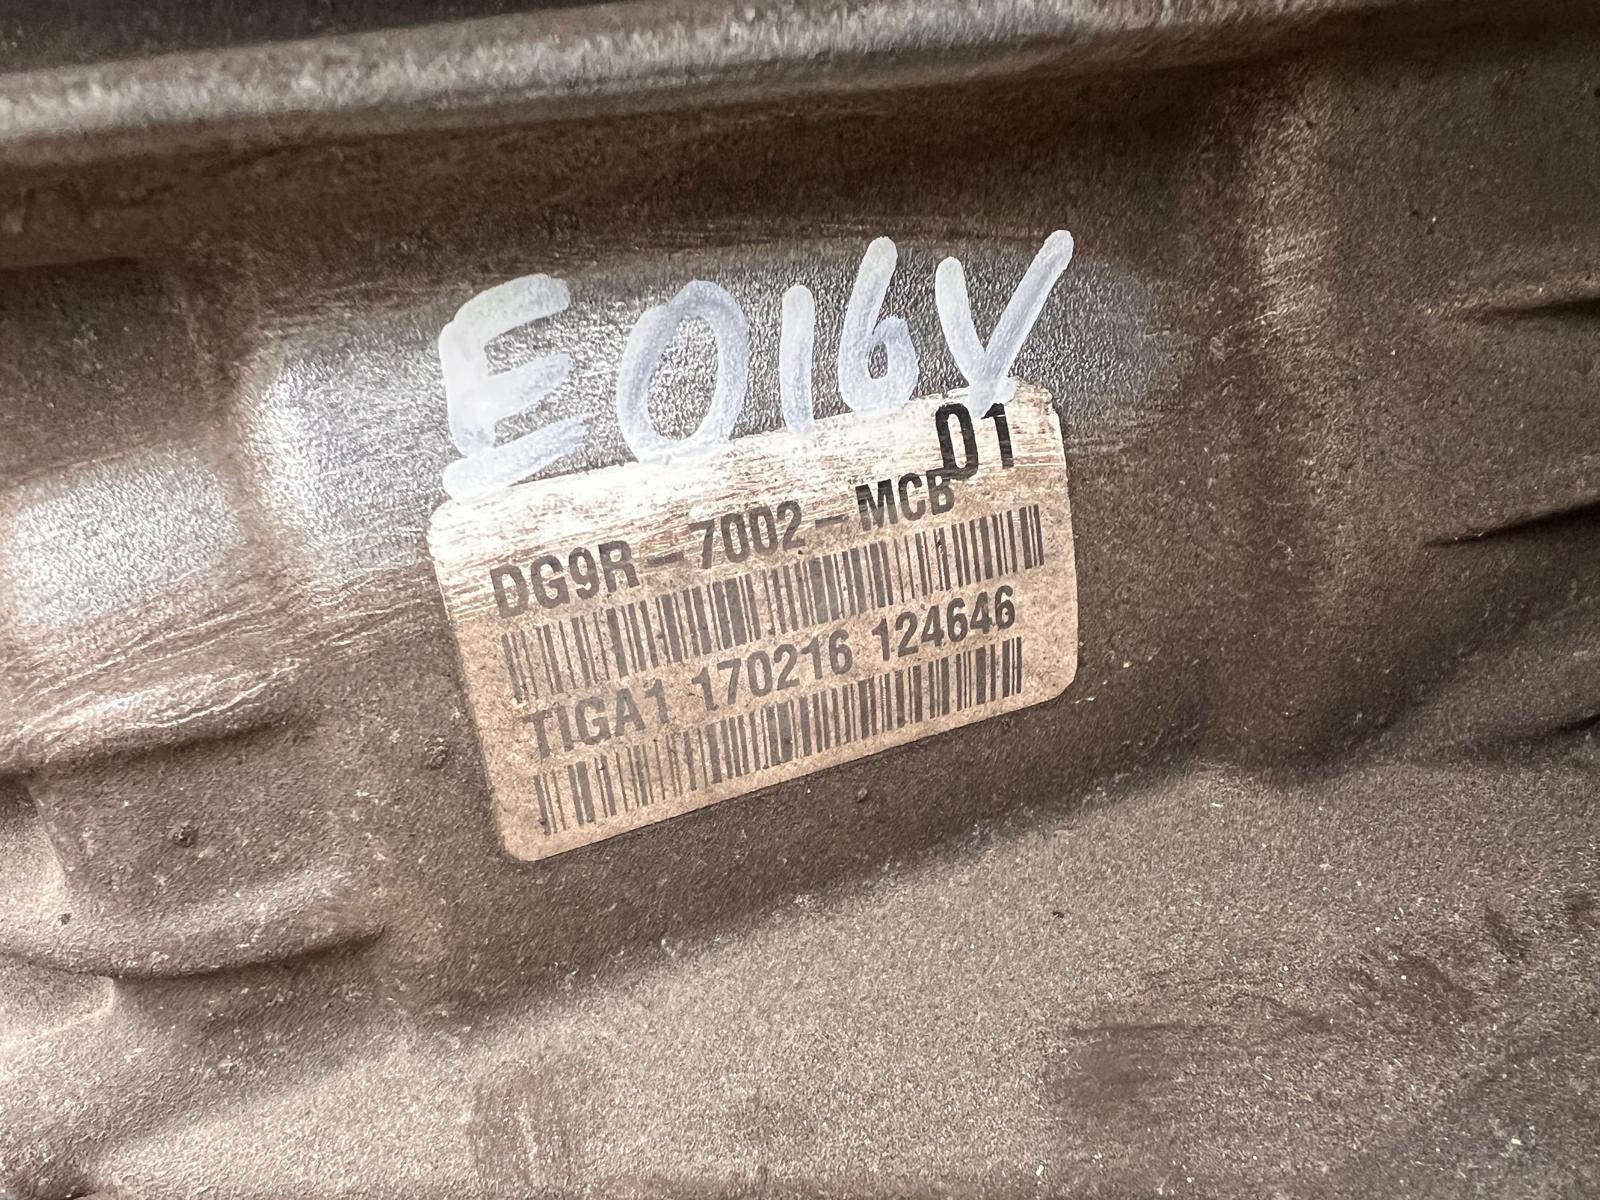 E016V
01
DG9R-7002-MCB
TIGA1 170216 124646